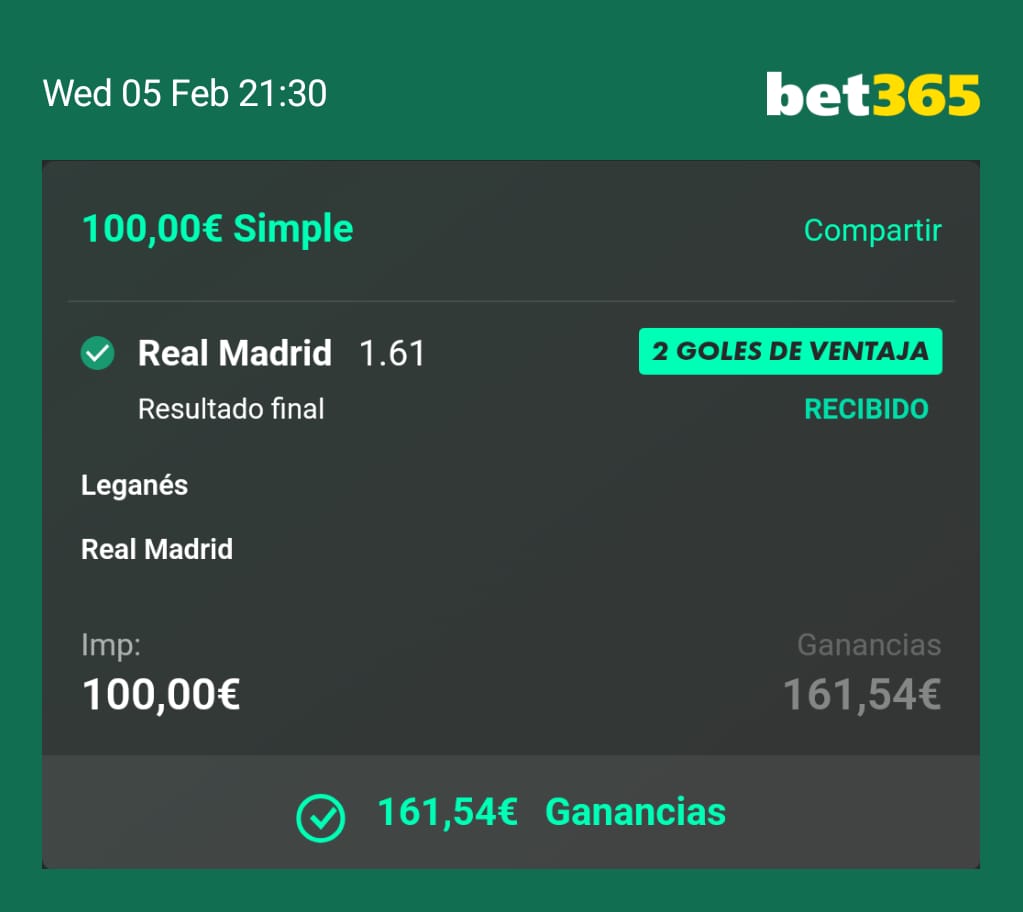 Wed 05 Feb 21:30
bet365
100,00€ Simple
Compartir
Real Madrid 1.61
2 GOLES DE VENTAJA
Resultado final
RECIBIDO
Leganés
Real Madrid
Imp:
Ganancias
100,00€
161,54€
161,54€ Ganancias